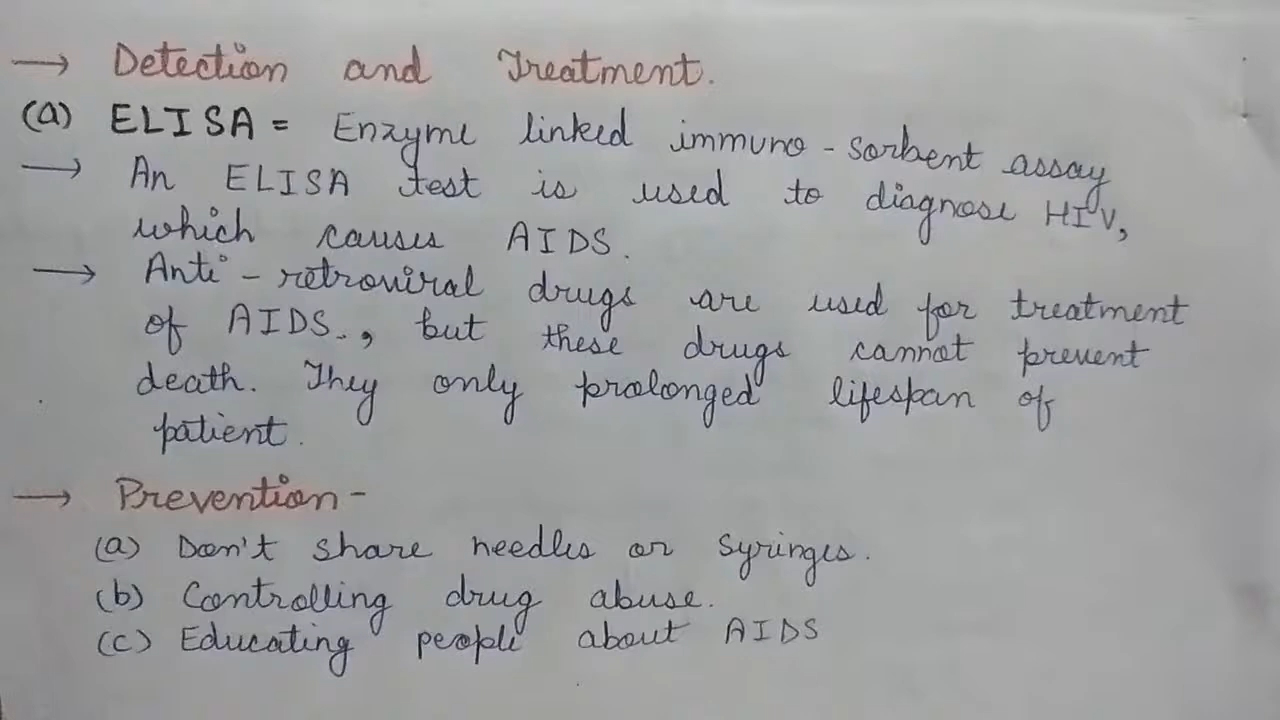 → Detection and Treatment.
(a) ELISA = Enzyme linked immuno - sorbent assay
→ An ELISA test is used to diagnose HIV,
which causes AIDS.
→ Anti - retroviral drugs are used for treatment
of AIDS., but these drugs cannot prevent
death. They only prolonged lifespan of
patient.
→ Prevention -
(a) Don't share needles or syringes.
(b) Controlling drug abuse.
(c) Educating people about AIDS